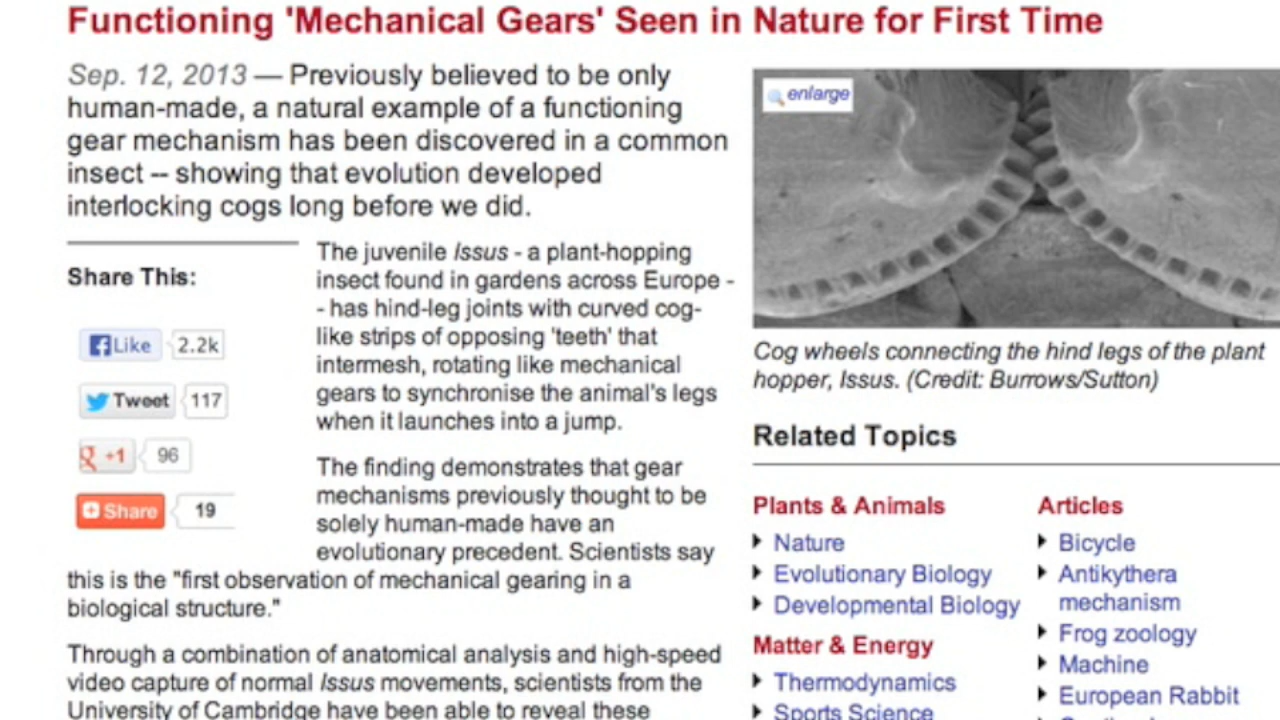 Functioning 'Mechanical Gears' Seen in Nature for First Time
Sep. 12, 2013 — Previously believed to be only
human-made, a natural example of a functioning
gear mechanism has been discovered in a common
insect -- showing that evolution developed
interlocking cogs long before we did.
Share This:
Like 2.2k
Tweet 117
+1 96
Share 19
The juvenile Issus - a plant-hopping
insect found in gardens across Europe -
- has hind-leg joints with curved cog-
like strips of opposing 'teeth' that
intermesh, rotating like mechanical
gears to synchronise the animal's legs
when it launches into a jump.
The finding demonstrates that gear
mechanisms previously thought to be
solely human-made have an
evolutionary precedent. Scientists say
this is the "first observation of mechanical gearing in a
biological structure."
Through a combination of anatomical analysis and high-speed
video capture of normal Issus movements, scientists from the
University of Cambridge have been able to reveal these
enlarge
Cog wheels connecting the hind legs of the plant
hopper, Issus. (Credit: Burrows/Sutton)
Related Topics
Plants & Animals
Nature
Evolutionary Biology
Developmental Biology
Matter & Energy
Thermodynamics
Sports Science
Articles
Bicycle
Antikythera
mechanism
Frog zoology
Machine
European Rabbit